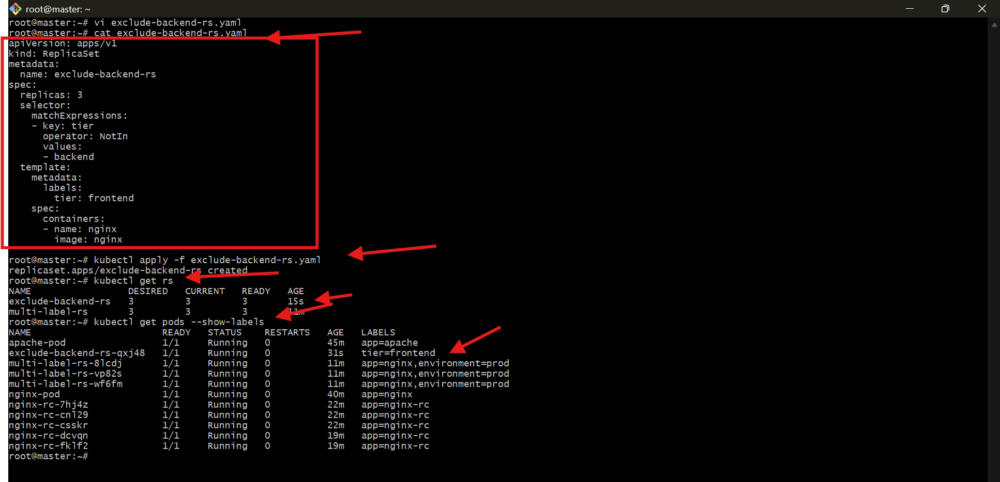 root@master: ~
root@master:~# vi exclude-backend-rs.yaml
root@master:~# cat exclude-backend-rs.yaml
apiVersion: apps/v1
kind: ReplicaSet
metadata:
  name: exclude-backend-rs
spec:
  replicas: 3
  selector:
    matchExpressions:
    - key: tier
      operator: NotIn
      values:
      - backend
  template:
    metadata:
      labels:
        tier: frontend
    spec:
      containers:
      - name: nginx
        image: nginx
root@master:~# kubectl apply -f exclude-backend-rs.yaml
replicaset.apps/exclude-backend-rs created
root@master:~# kubectl get rs
NAME                 DESIRED   CURRENT   READY   AGE
exclude-backend-rs   3         3         3       15s
multi-label-rs       3         3         3       11m
root@master:~# kubectl get pods --show-labels
NAME                       READY   STATUS    RESTARTS   AGE   LABELS
apache-pod                 1/1     Running   0          45m   app=apache
exclude-backend-rs-qxj48   1/1     Running   0          31s   tier=frontend
multi-label-rs-8lcdj       1/1     Running   0          11m   app=nginx,environment=prod
multi-label-rs-vp82s       1/1     Running   0          11m   app=nginx,environment=prod
multi-label-rs-wf6fm       1/1     Running   0          11m   app=nginx,environment=prod
nginx-pod                  1/1     Running   0          40m   app=nginx
nginx-rc-7hj4z             1/1     Running   0          22m   app=nginx-rc
nginx-rc-cnl29             1/1     Running   0          22m   app=nginx-rc
nginx-rc-csskr             1/1     Running   0          22m   app=nginx-rc
nginx-rc-dcvqn             1/1     Running   0          19m   app=nginx-rc
nginx-rc-fklf2             1/1     Running   0          19m   app=nginx-rc
root@master:~#